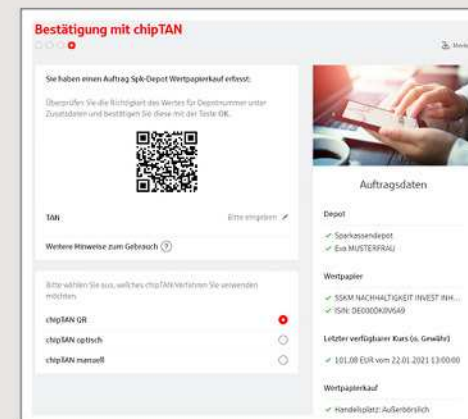 Bestätigung mit chipTAN
Sie haben einen Auftrag Spk-Depot Wertpapierkauf erfasst:
Überprüfen Sie die Richtigkeit des Wertes für Depotnummer unter
Zusatzdaten und bestätigen Sie diese mit der Taste OK.
TAN
Bitte eingeben
Weitere Hinweise zum Gebrauch
Bitte wählen Sie aus, welches chipTAN-Verfahren Sie verwenden
möchten.
chipTAN QR
chipTAN optisch
chipTAN manuell
Auftragsdaten
Depot
Sparkassendepot
Eva MUSTERFRAU
Wertpapier
SSKM NACHHALTIGKEIT INVEST INH...
ISIN: DE000DK0V6A9
Letzter verfügbarer Kurs (o. Gewähr)
101,08 EUR vom 22.01.2021 13:00:00
Wertpapierkauf
Handelsplatz: Außerbörslich